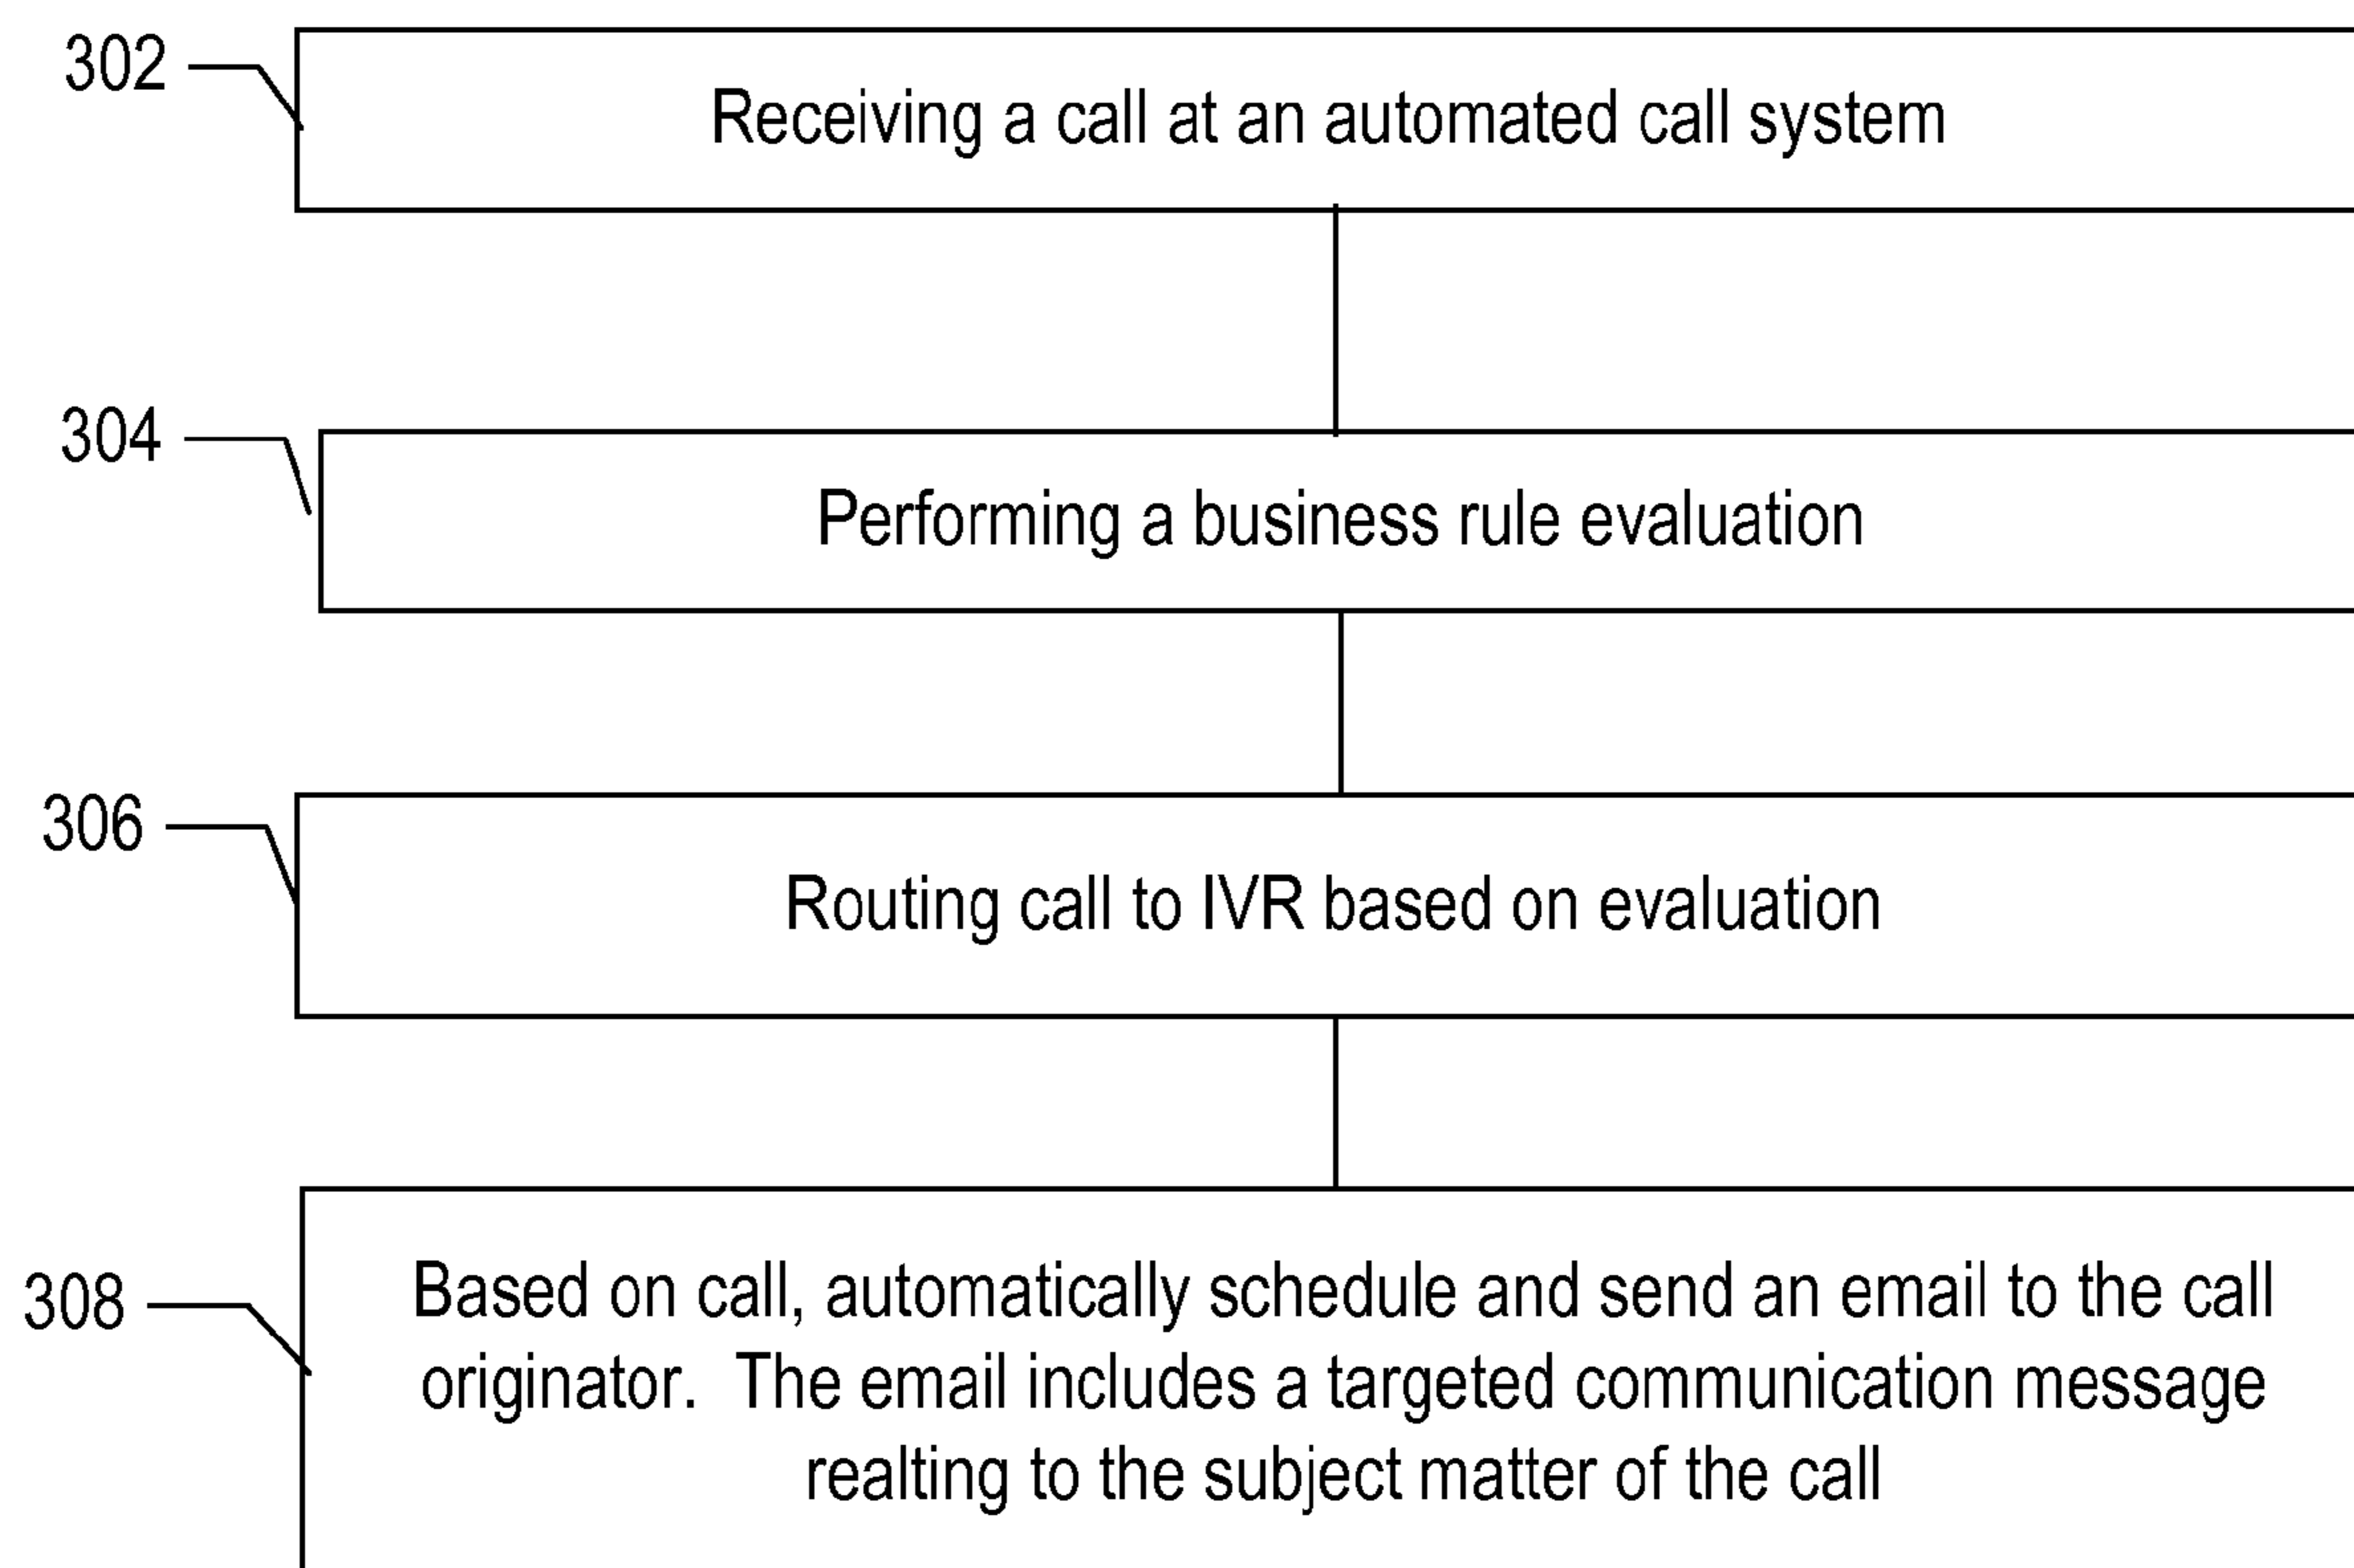 302
Receiving a call at an automated call system
304
Performing a business rule evaluation
306
Routing call to IVR based on evaluation
308
Based on call, automatically schedule and send an email to the call
originator. The email includes a targeted communication message
realting to the subject matter of the call